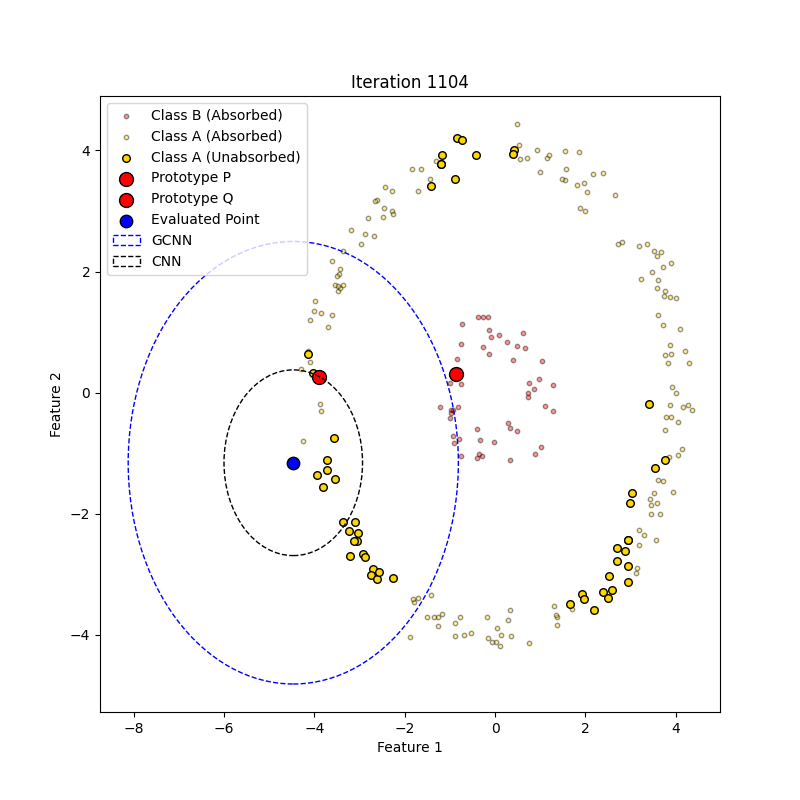 Iteration 1104
Class B (Absorbed)
Class A (Absorbed)
Class A (Unabsorbed)
Prototype P
Prototype Q
Evaluated Point
GCNN
CNN
4
2
0
−2
−4
Feature 2
−8
−6
−4
−2
0
2
4
Feature 1